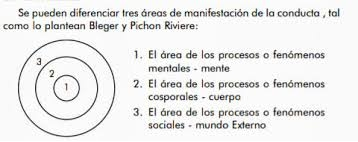 Se pueden diferenciar tres áreas de manifestación de la conducta , tal
como lo plantean Bleger y Pichon Riviere:
3
2
1
1. El área de los procesos o fenómenos
mentales - mente
2. El área de los procesos o fenómenos
cosporales - cuerpo
3. El área de los procesos o fenómenos
sociales - mundo Externo